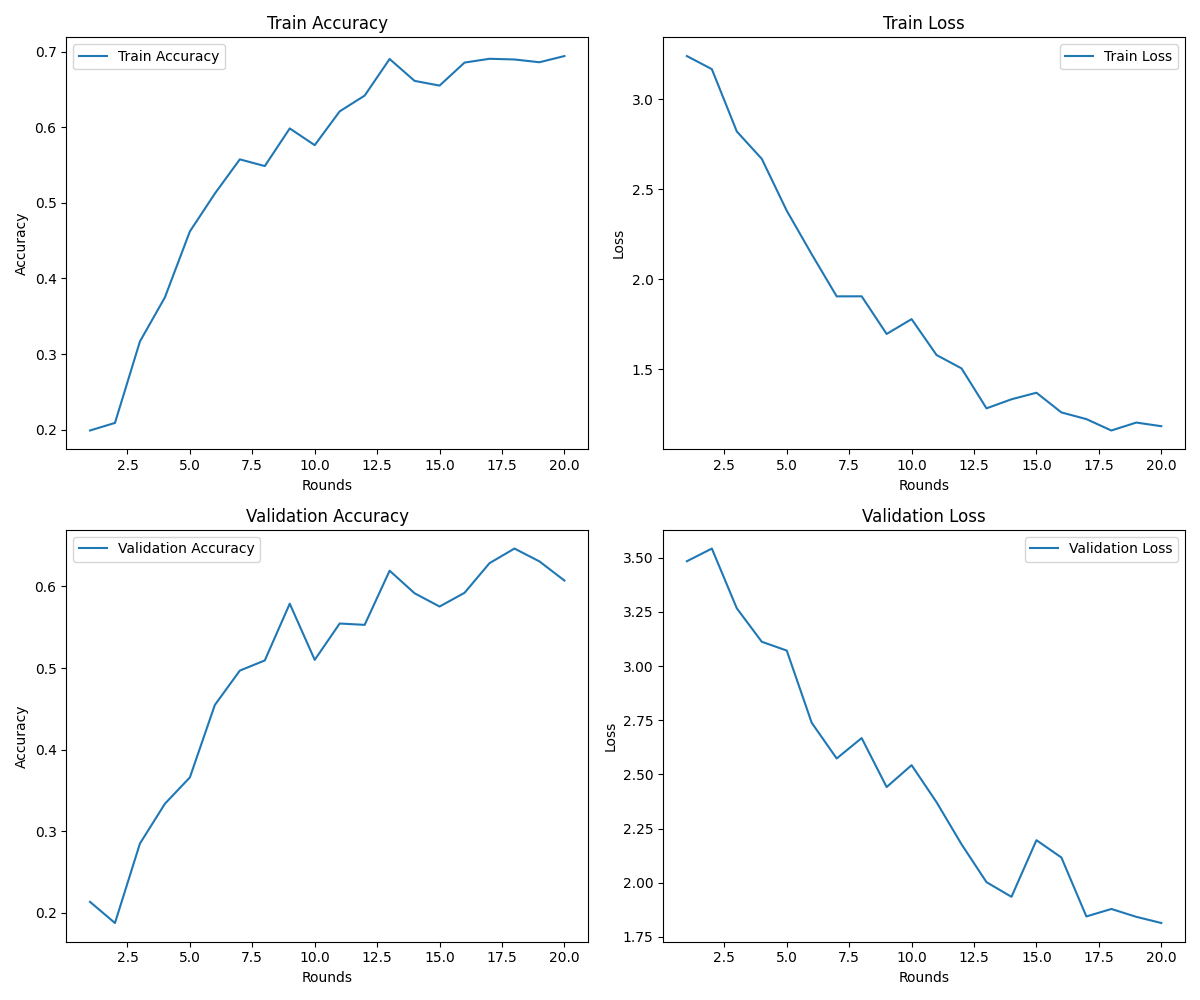 Train Accuracy
Train Accuracy
0.7
0.6
0.5
0.4
0.3
0.2
Accuracy
2.5 5.0 7.5 10.0 12.5 15.0 17.5 20.0
Rounds
Train Loss
Train Loss
3.0
2.5
2.0
1.5
Loss
2.5 5.0 7.5 10.0 12.5 15.0 17.5 20.0
Rounds
Validation Accuracy
Validation Accuracy
0.6
0.5
0.4
0.3
0.2
Accuracy
2.5 5.0 7.5 10.0 12.5 15.0 17.5 20.0
Rounds
Validation Loss
Validation Loss
3.50
3.25
3.00
2.75
2.50
2.25
2.00
1.75
Loss
2.5 5.0 7.5 10.0 12.5 15.0 17.5 20.0
Rounds